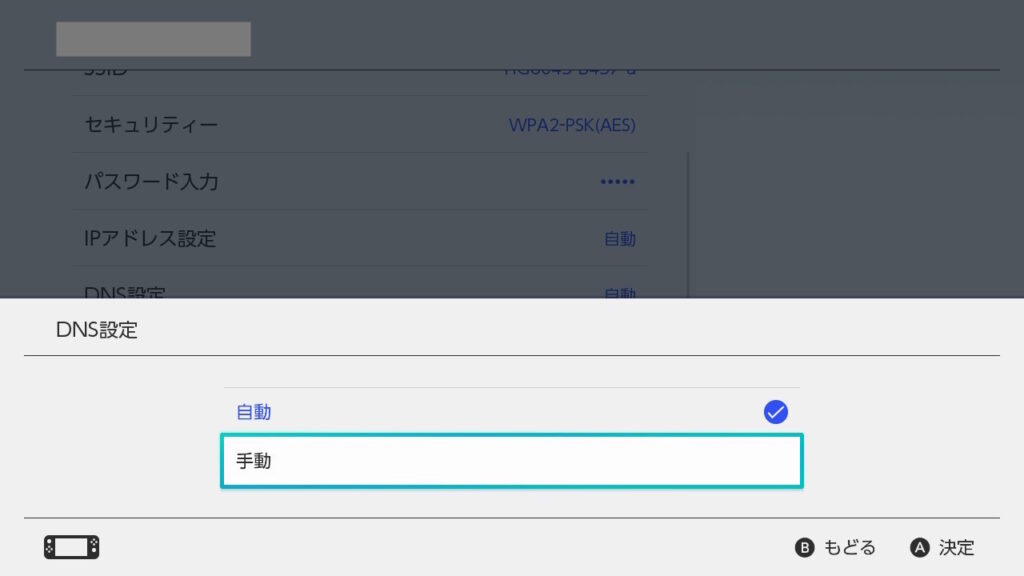 SSID
セキュリティー WPA2-PSK(AES)
パスワード入力 •••••
IPアドレス設定 自動
DNS設定 自動
DNS設定
自動
手動
B もどる A 決定